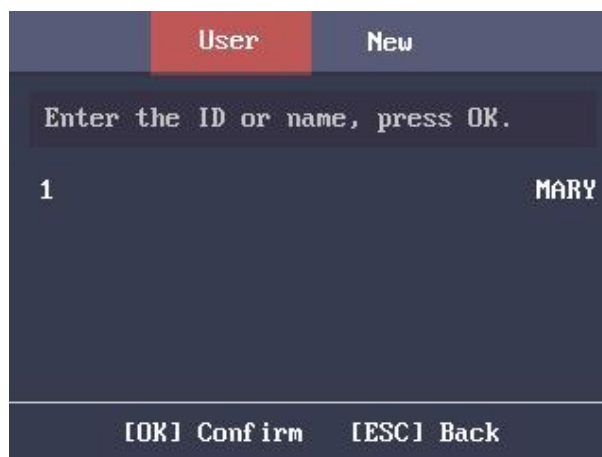 User New
Enter the ID or name, press OK.
1 MARY
[OK] Confirm [ESC] Back